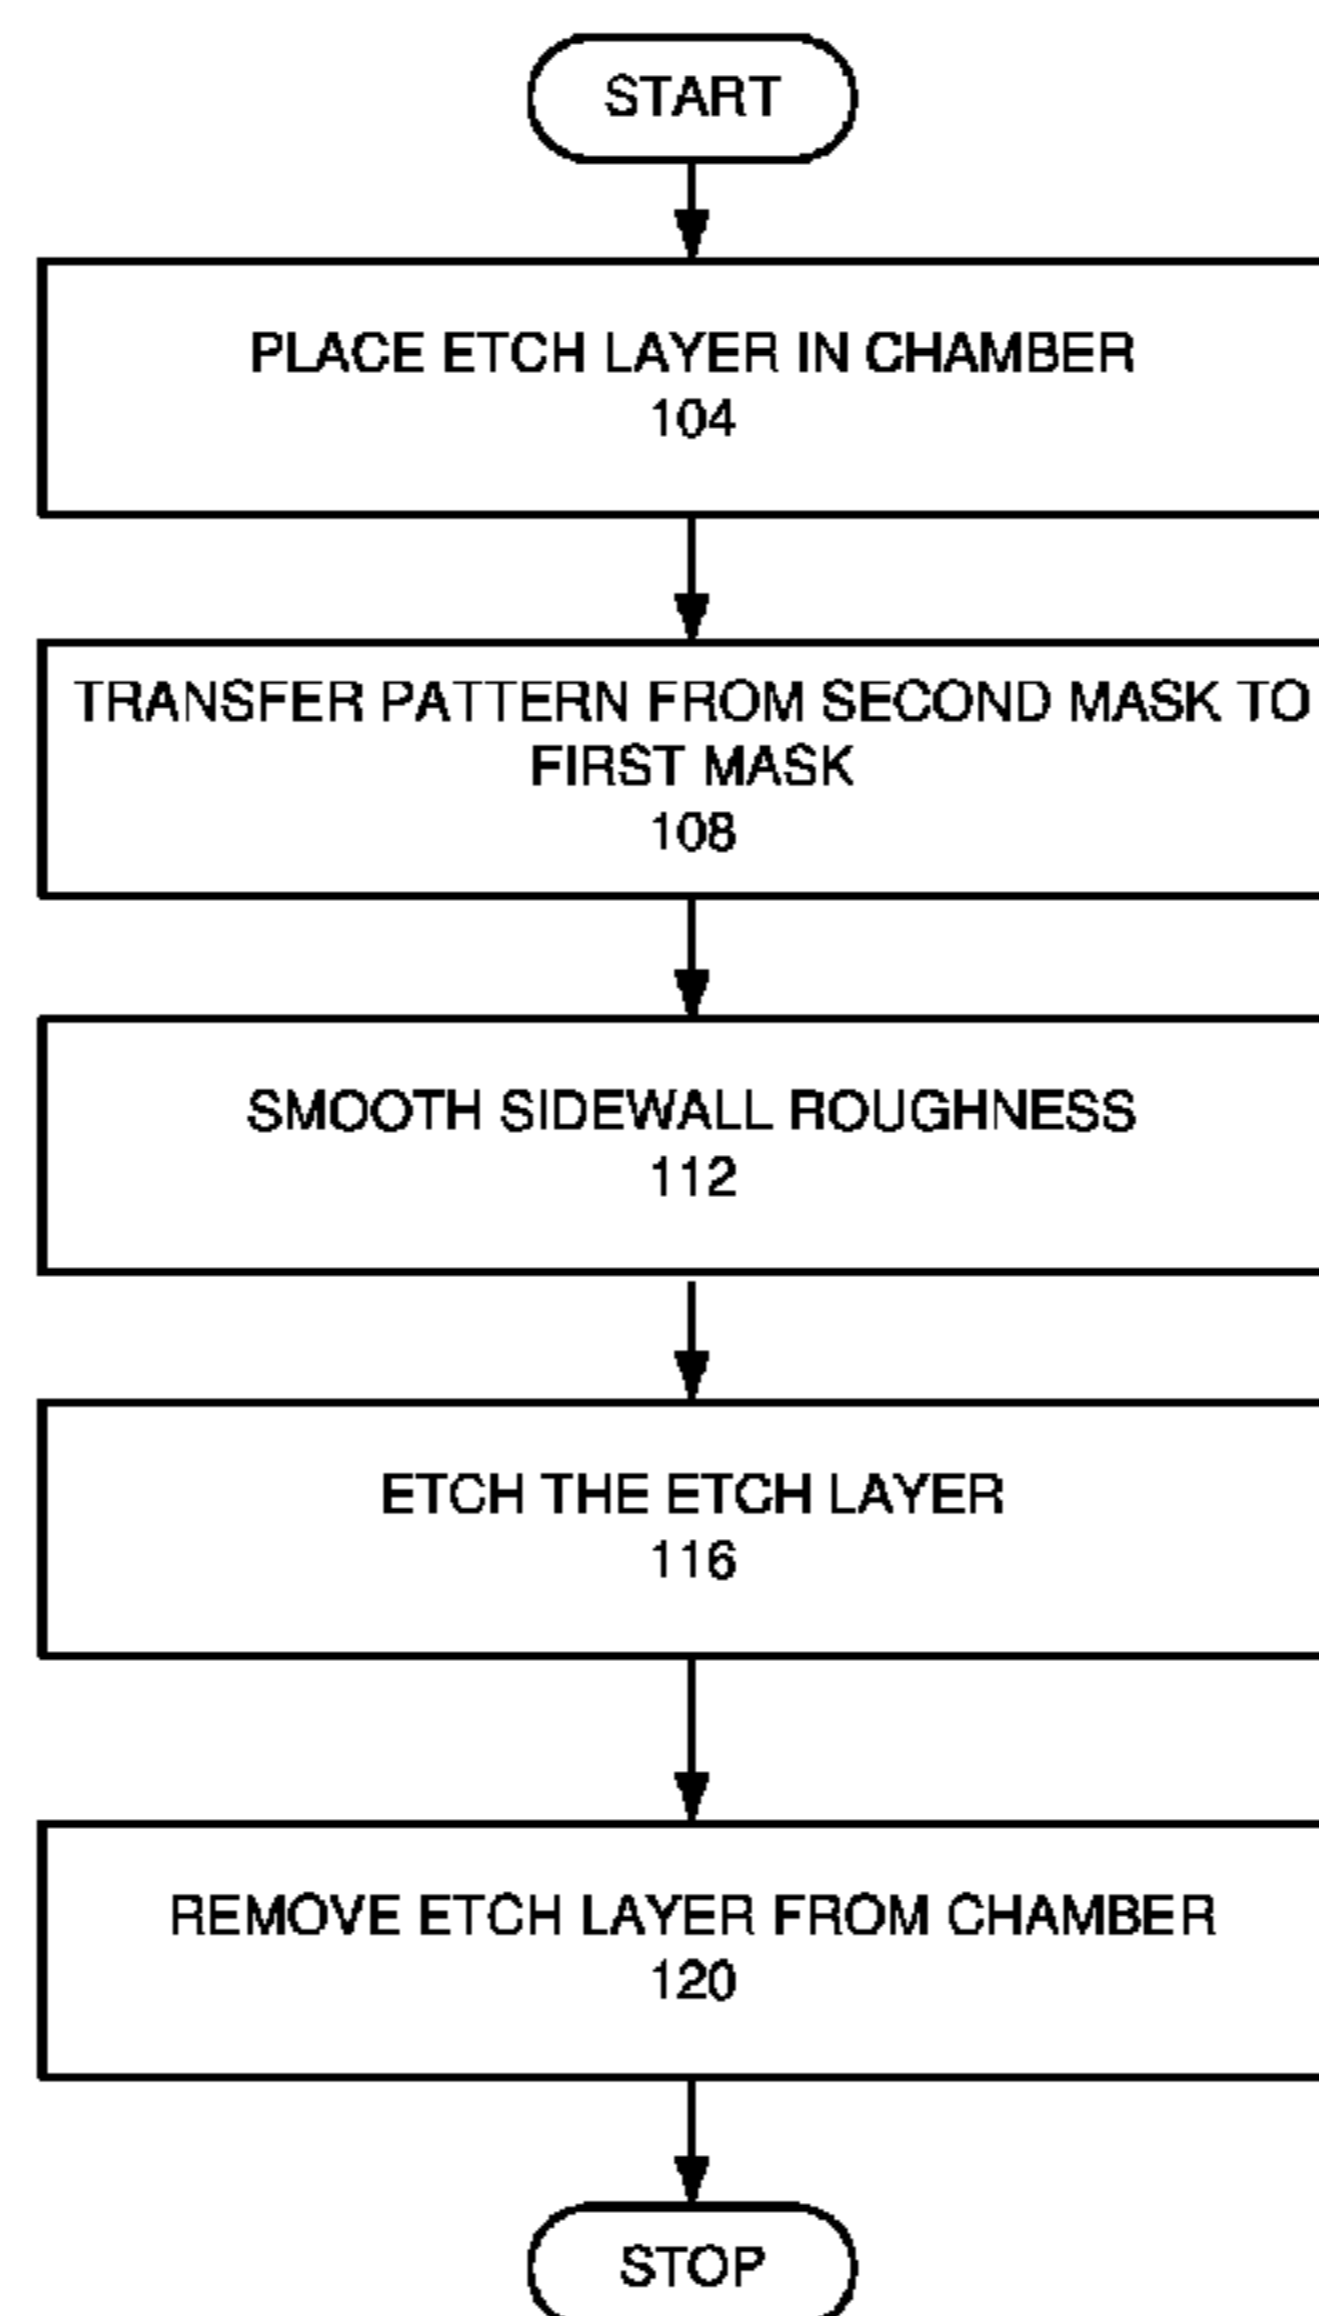 START
PLACE ETCH LAYER IN CHAMBER
104
TRANSFER PATTERN FROM SECOND MASK TO
FIRST MASK
108
SMOOTH SIDEWALL ROUGHNESS
112
ETCH THE ETCH LAYER
116
REMOVE ETCH LAYER FROM CHAMBER
120
STOP